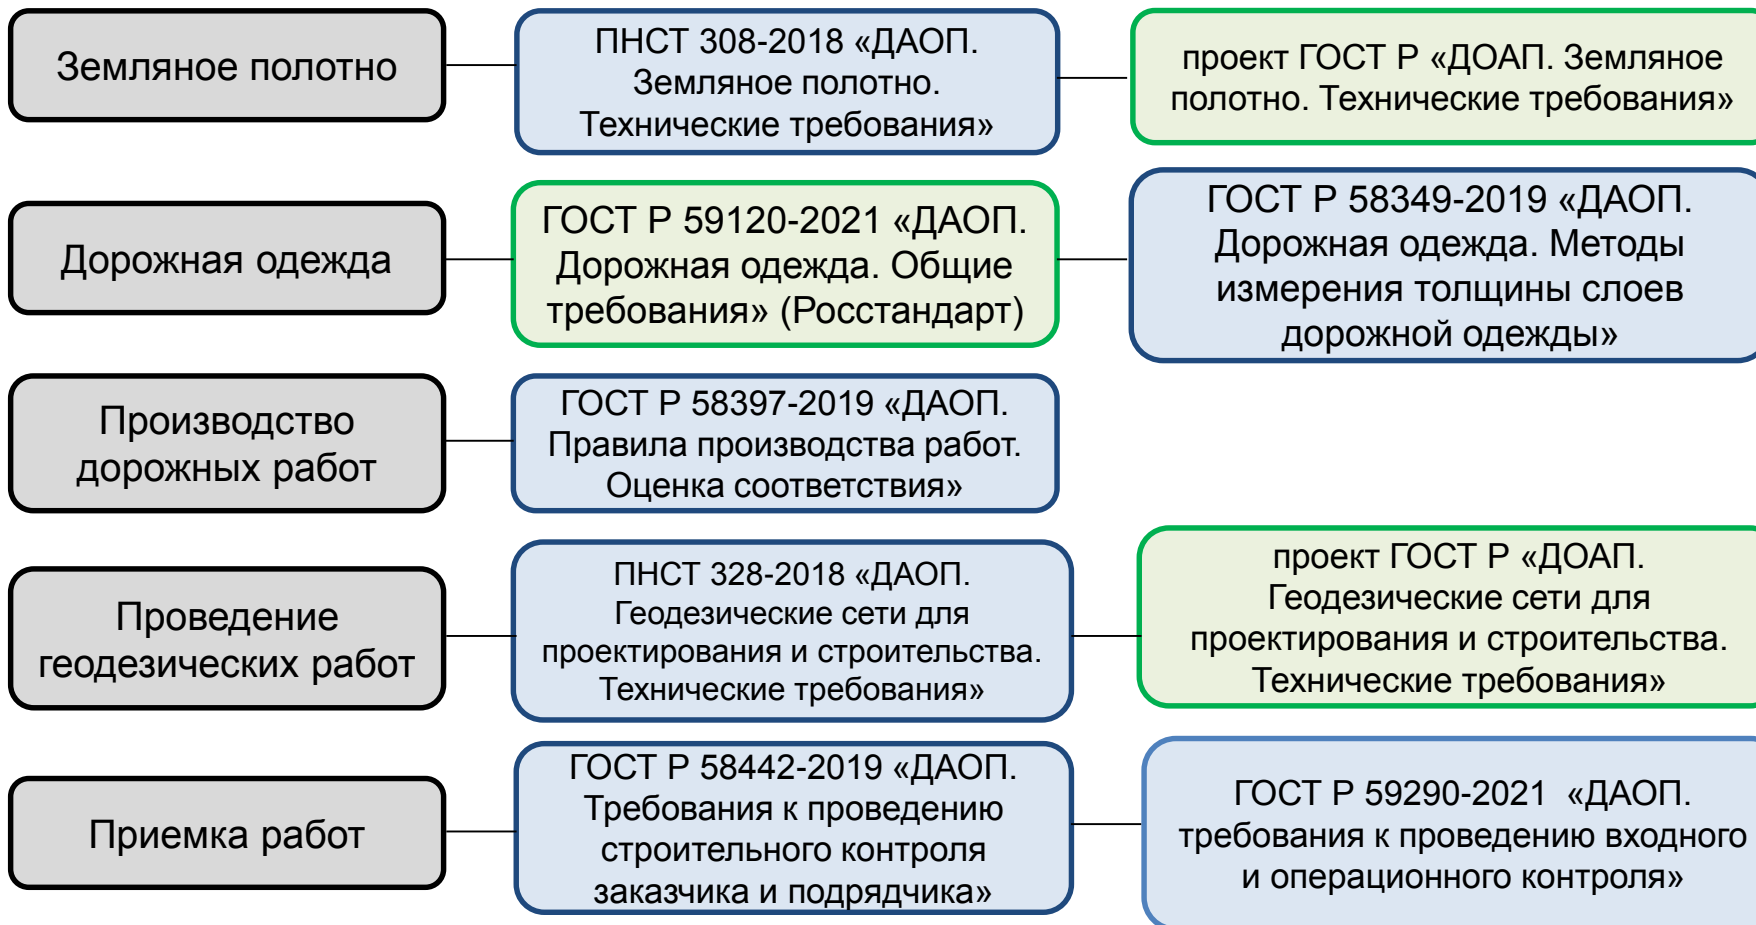 Земляное полотно
ПНСТ 308-2018 «ДАОП.
Земляное полотно.
Технические требования»
проект ГОСТ Р «ДОАП. Земляное
полотно. Технические требования»
Дорожная одежда
ГОСТ Р 59120-2021 «ДАОП.
Дорожная одежда. Общие
требования» (Росстандарт)
ГОСТ Р 58349-2019 «ДАОП.
Дорожная одежда. Методы
измерения толщины слоев
дорожной одежды»
Производство
дорожных работ
ГОСТ Р 58397-2019 «ДАОП.
Правила производства работ.
Оценка соответствия»
Проведение
геодезических работ
ПНСТ 328-2018 «ДАОП.
Геодезические сети для
проектирования и строительства.
Технические требования»
проект ГОСТ Р «ДОАП.
Геодезические сети для
проектирования и строительства.
Технические требования»
Приемка работ
ГОСТ Р 58442-2019 «ДАОП.
Требования к проведению
строительного контроля
заказчика и подрядчика»
ГОСТ Р 59290-2021 «ДАОП.
требования к проведению входного
и операционного контроля»